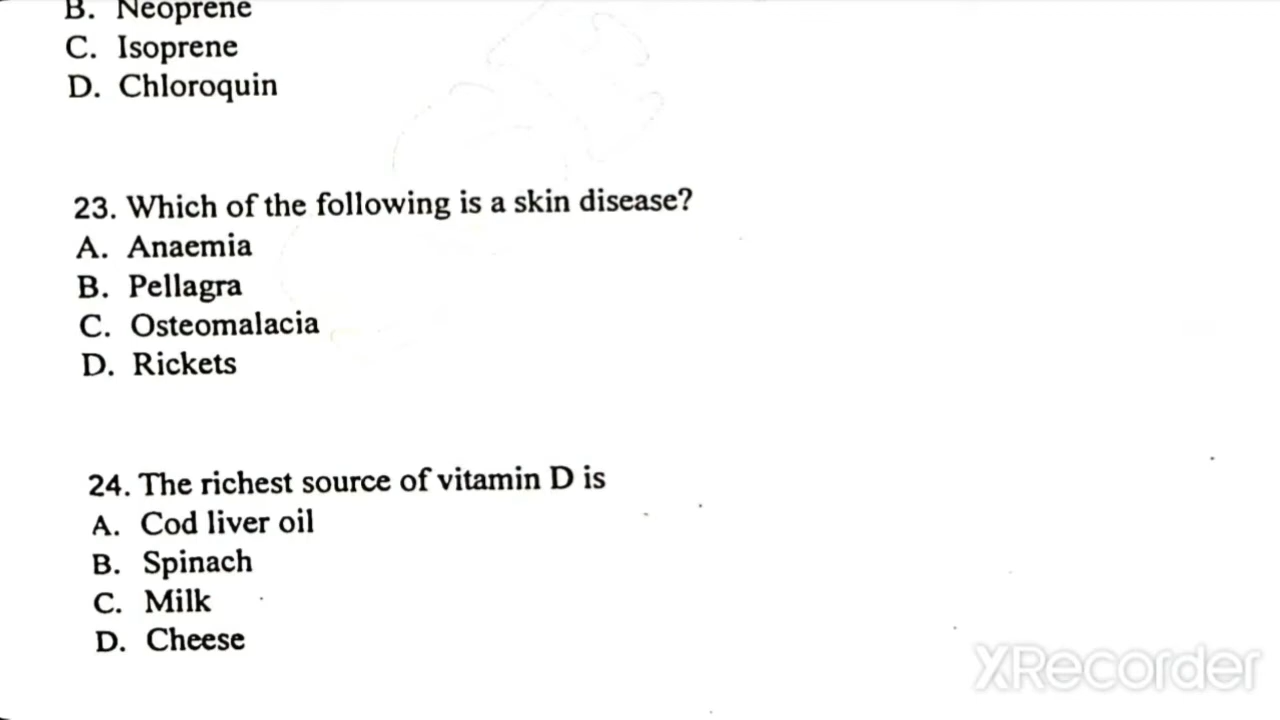 B. Neoprene
C. Isoprene
D. Chloroquin
23. Which of the following is a skin disease?
A. Anaemia
B. Pellagra
C. Osteomalacia
D. Rickets
24. The richest source of vitamin D is
A. Cod liver oil
B. Spinach
C. Milk
D. Cheese
XRecorder